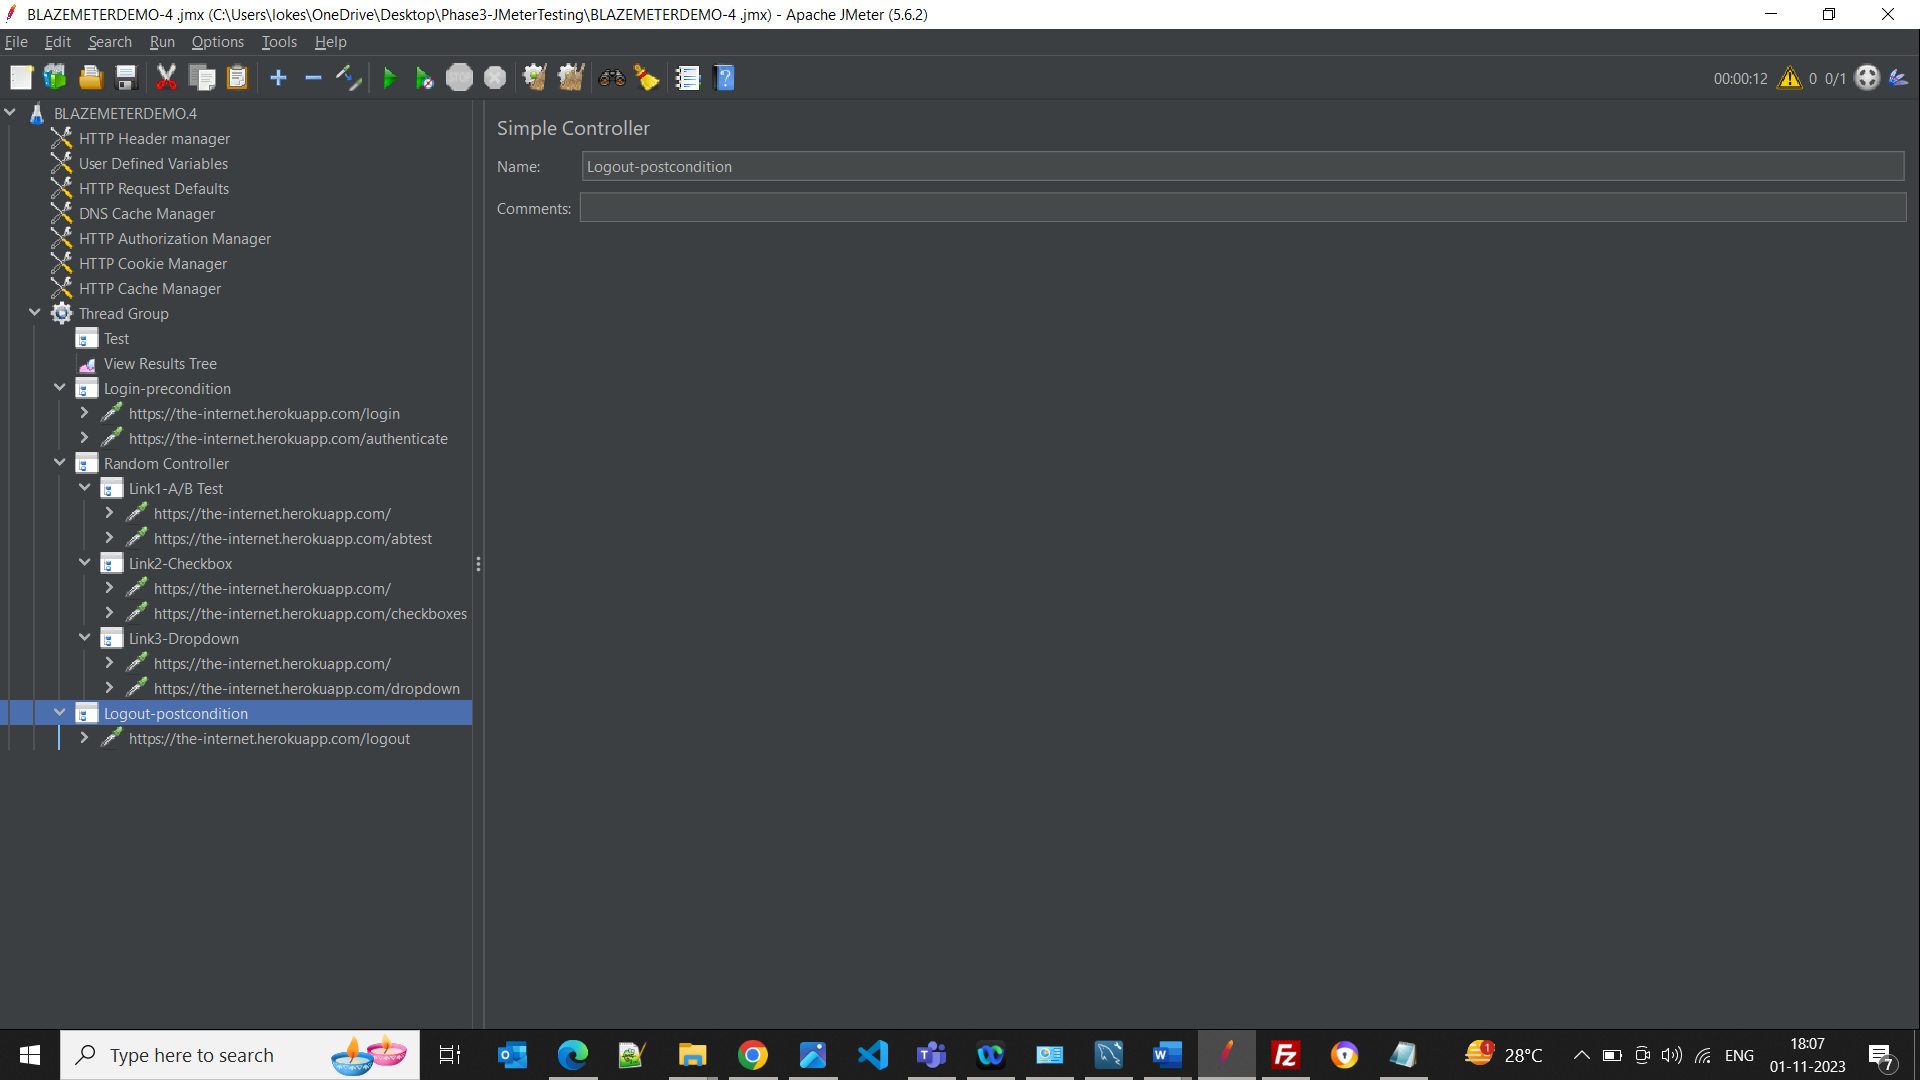 BLAZEMETERDEMO-4 .jmx (C:\Users\lokes\OneDrive\Desktop\Phase3-JMeterTesting\BLAZEMETERDEMO-4 .jmx) - Apache JMeter (5.6.2)
File Edit Search Run Options Tools Help
STOP 00:00:12 0 0/1
BLAZEMETERDEMO.4
HTTP Header manager
User Defined Variables
HTTP Request Defaults
DNS Cache Manager
HTTP Authorization Manager
HTTP Cookie Manager
HTTP Cache Manager
Thread Group
Test
View Results Tree
Login-precondition
https://the-internet.herokuapp.com/login
https://the-internet.herokuapp.com/authenticate
Random Controller
Link1-A/B Test
https://the-internet.herokuapp.com/
https://the-internet.herokuapp.com/abtest
Link2-Checkbox
https://the-internet.herokuapp.com/
https://the-internet.herokuapp.com/checkboxes
Link3-Dropdown
https://the-internet.herokuapp.com/
https://the-internet.herokuapp.com/dropdown
Logout-postcondition
https://the-internet.herokuapp.com/logout
Simple Controller
Name: Logout-postcondition
Comments:
Type here to search
1 28°C ENG
18:07
01-11-2023
7